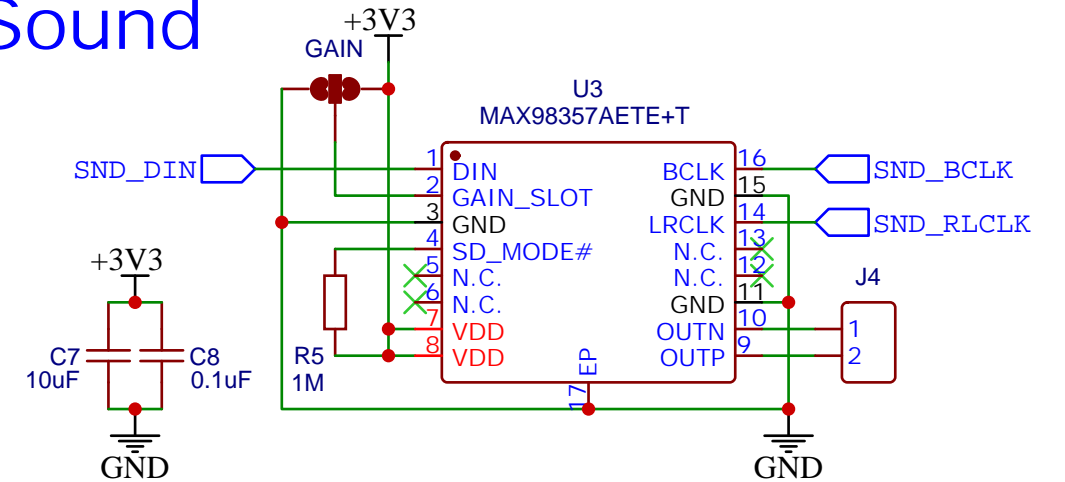 Sound
+3V3
GAIN
U3
MAX98357AETE+T
SND_DIN
1 DIN
2 GAIN_SLOT
3 GND
4 SD_MODE#
5 N.C.
6 N.C.
7 VDD
8 VDD
BCLK 16
GND 15
LRCLK 14
N.C. 13
N.C. 12
GND 11
OUTN 10
OUTP 9
EP 17
SND_BCLK
SND_RLCLK
J4
1
2
+3V3
C7
10uF
C8
0.1uF
R5
1M
GND
GND